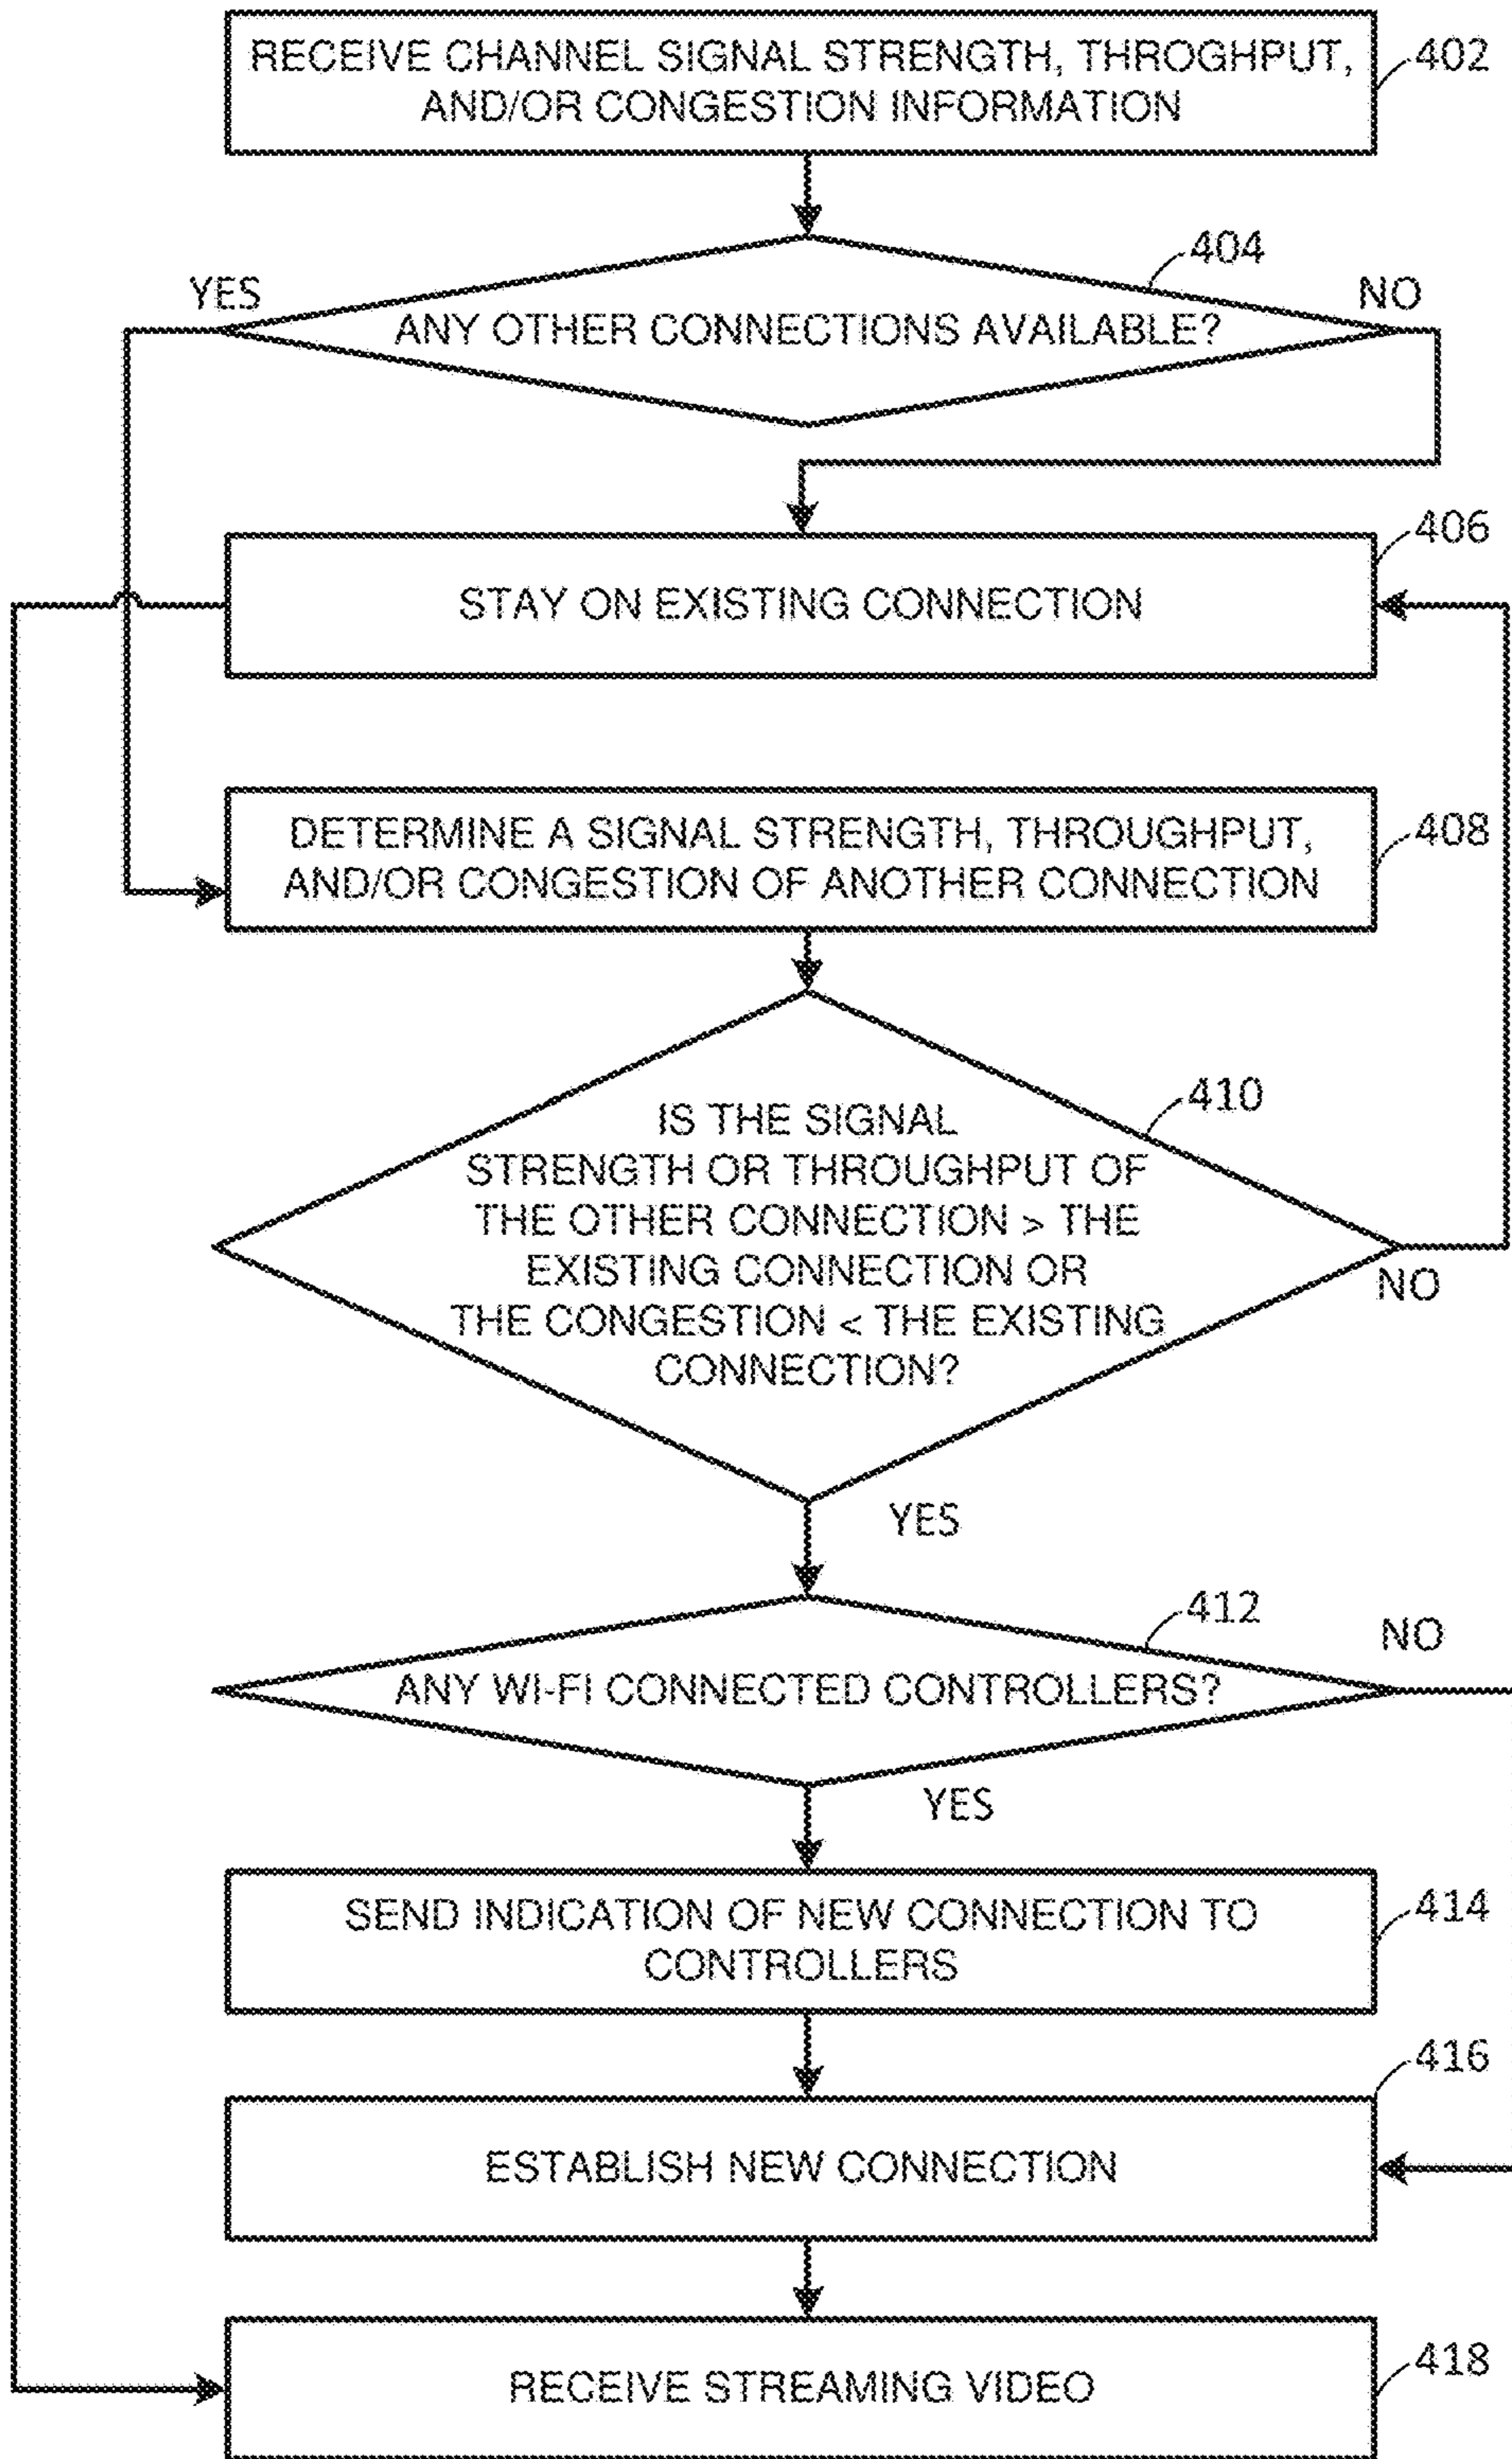 RECEIVE CHANNEL SIGNAL STRENGTH, THROGHPUT,
AND/OR CONGESTION INFORMATION
402
404
YES
NO
ANY OTHER CONNECTIONS AVAILABLE?
406
STAY ON EXISTING CONNECTION
DETERMINE A SIGNAL STRENGTH, THROUGHPUT,
AND/OR CONGESTION OF ANOTHER CONNECTION
408
410
IS THE SIGNAL
STRENGTH OR THROUGHPUT OF
THE OTHER CONNECTION > THE
EXISTING CONNECTION OR
THE CONGESTION < THE EXISTING
CONNECTION?
NO
YES
412
NO
ANY WI-FI CONNECTED CONTROLLERS?
YES
SEND INDICATION OF NEW CONNECTION TO
CONTROLLERS
414
416
ESTABLISH NEW CONNECTION
RECEIVE STREAMING VIDEO
418